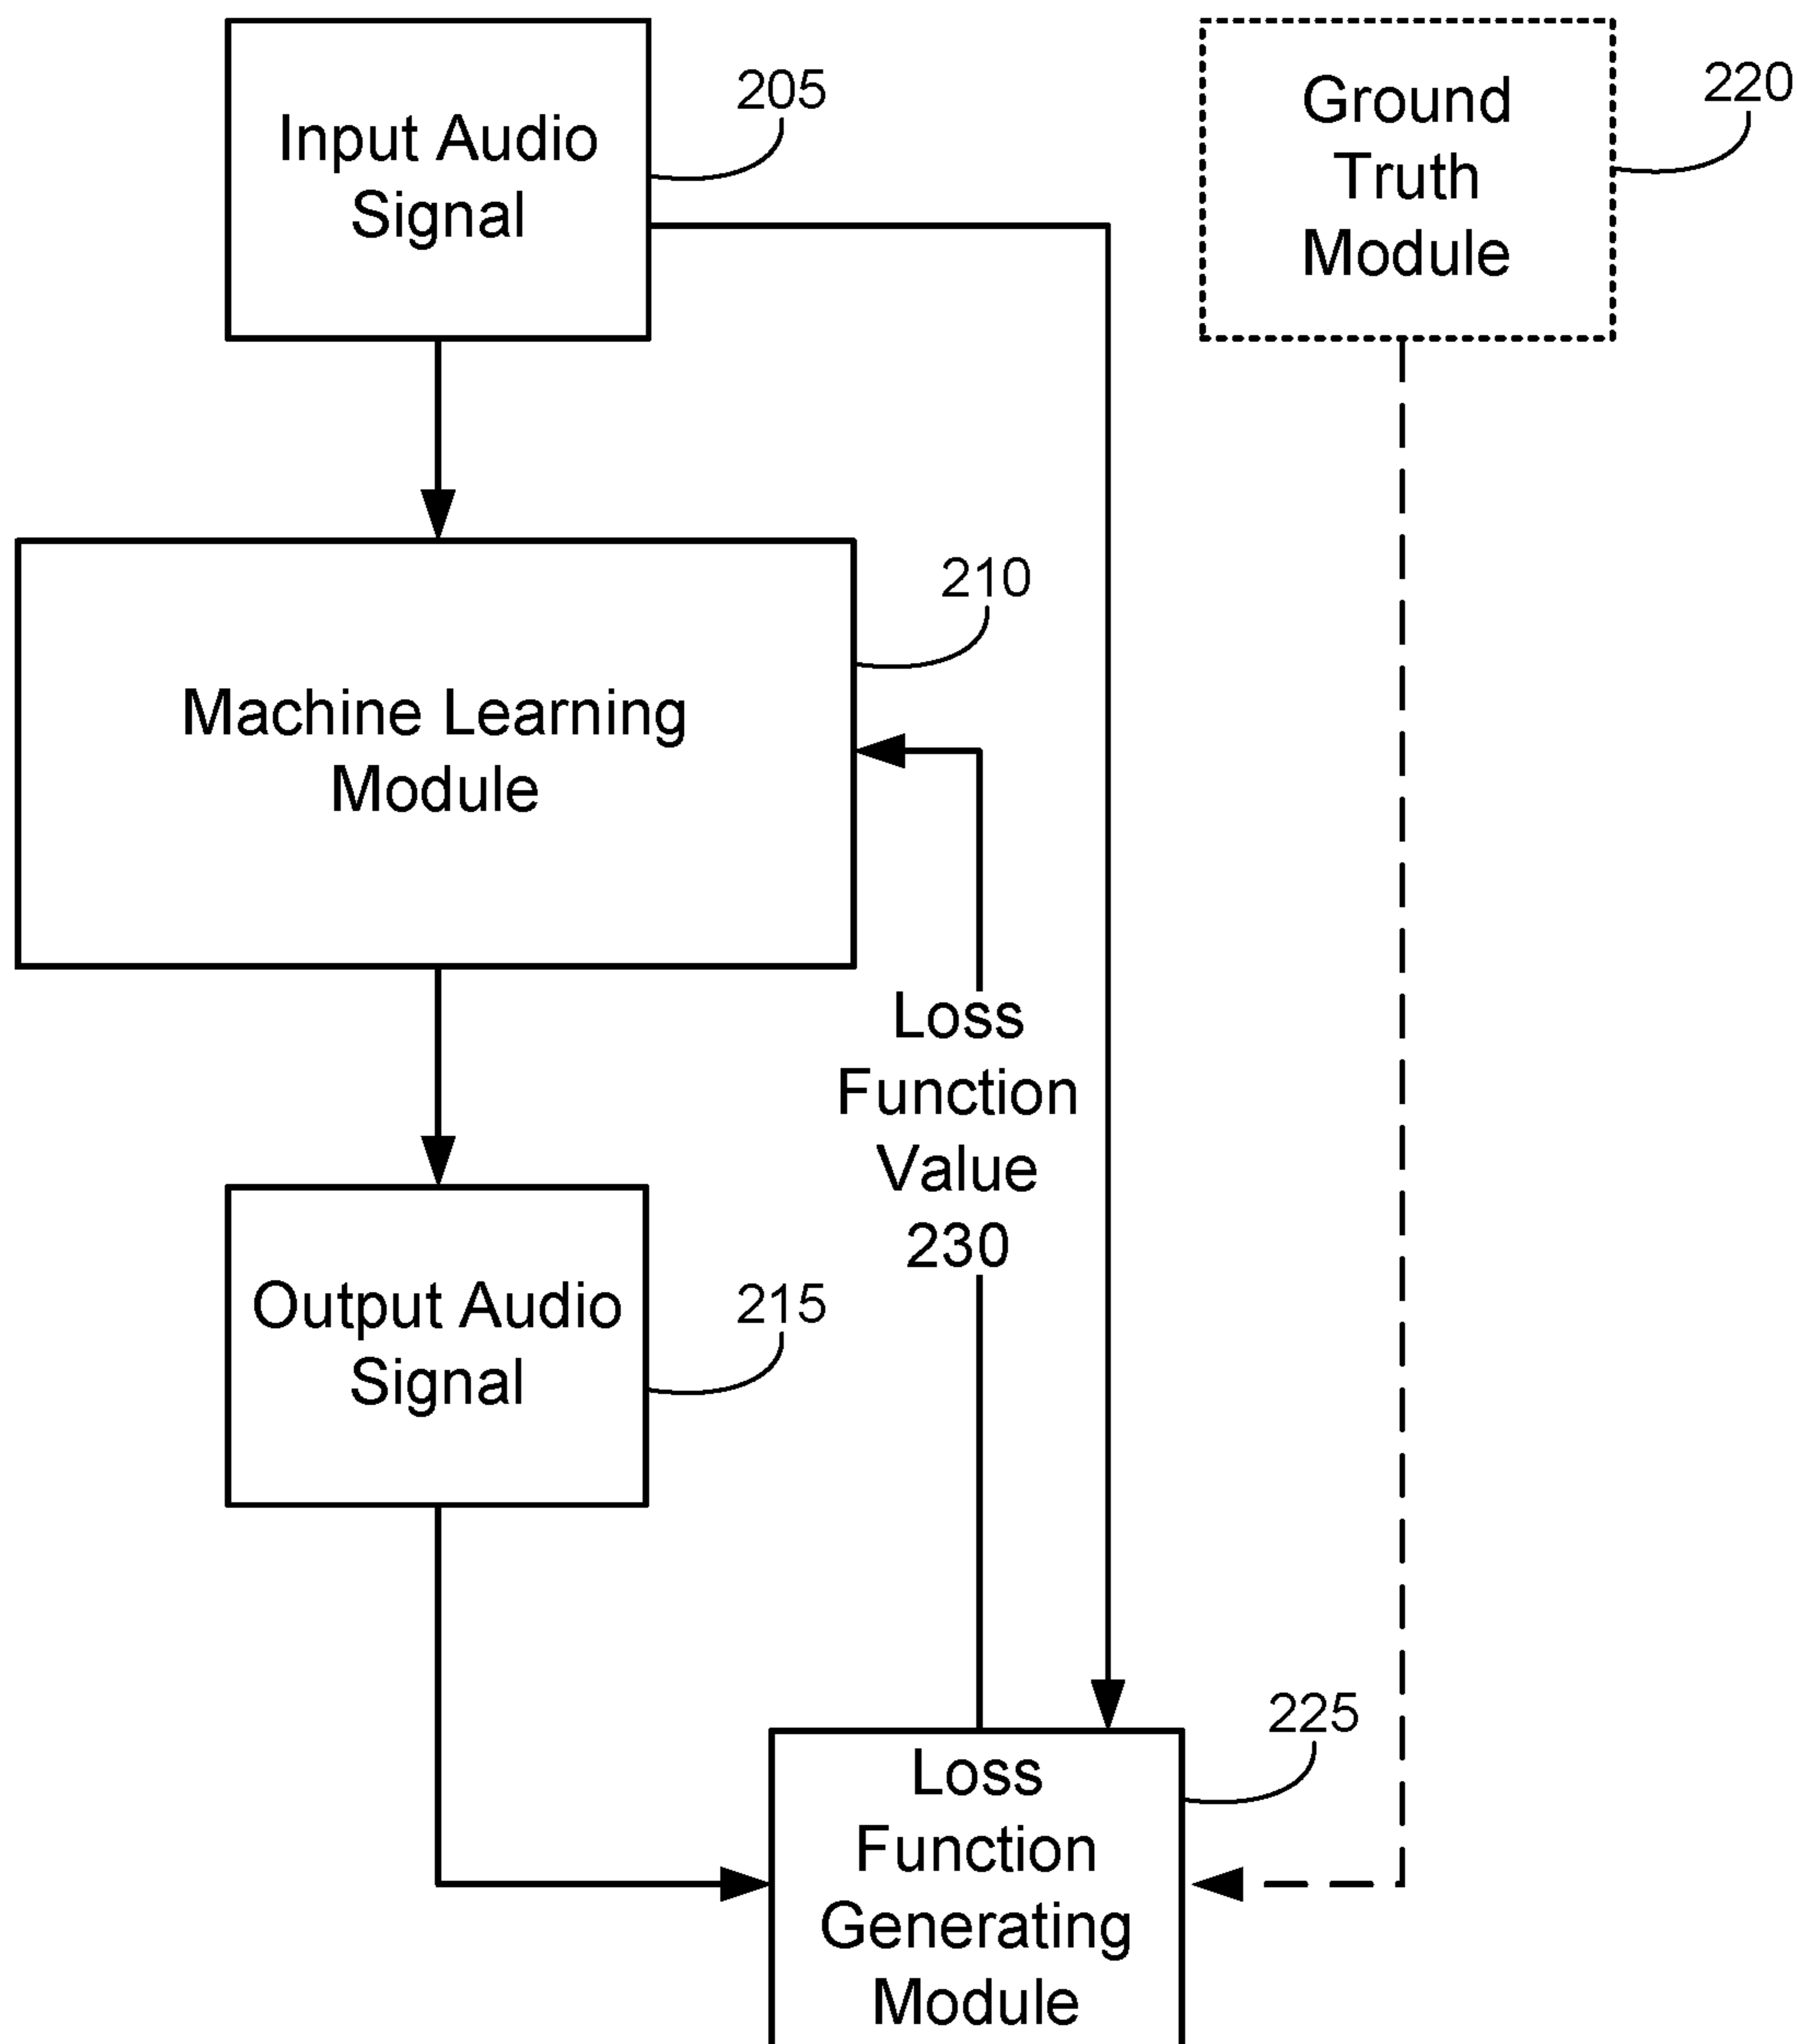 Input Audio
Signal
205
Ground
Truth
Module
220
Machine Learning
Module
210
Loss
Function
Value
230
Output Audio
Signal
215
Loss
Function
Generating
Module
225